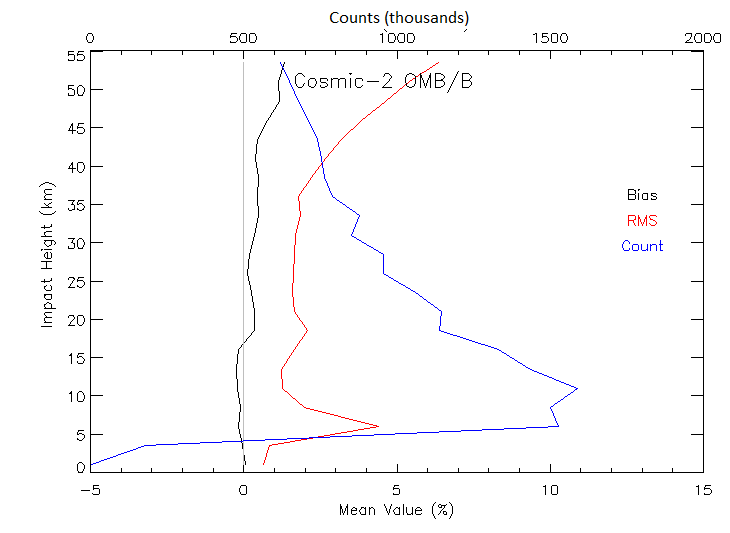 Counts (thousands)
0 500 1000 1500 2000
Cosmic-2 OMB/B
55
50
45
40
35
30
25
20
15
10
5
0
Impact Height (km)
Bias
RMS
Count
-5 0 5 10 15
Mean Value (%)